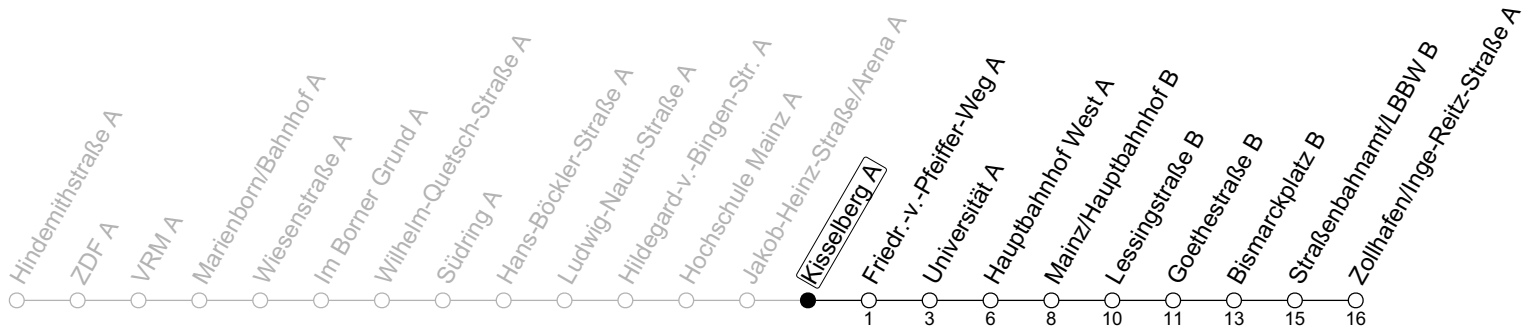 Hindemithstraße A
ZDF A
VRM A
Marienborn/Bahnhof A
Wiesenstraße A
Im Borner Grund A
Wilhelm-Quetsch-Straße A
Südring A
Hans-Böckler-Straße A
Ludwig-Nauth-Straße A
Hildegard-v.-Bingen-Str. A
Hochschule Mainz A
Jakob-Heinz-Straße/Arena A
Kisselberg A
Friedr.-v.-Pfeiffer-Weg A
Universität A
Hauptbahnhof West A
Mainz/Hauptbahnhof B
Lessingstraße B
Goethestraße B
Bismarckplatz B
Straßenbahnamt/LBBW B
Zollhafen/Inge-Reitz-Straße A
1 3 6 8 10 11 13 15 16